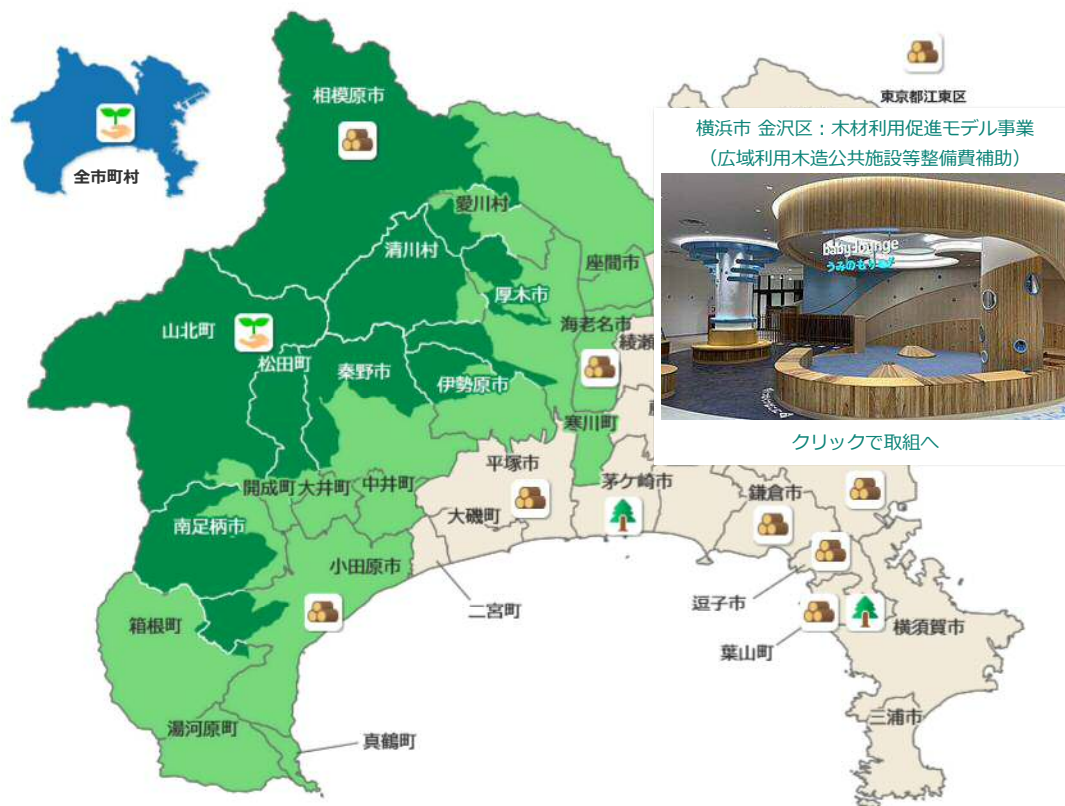 東京都江東区
相模原市
横浜市 金沢区：木材利用促進モデル事業
（広域利用木造公共施設等整備費補助）
全市町村
愛川村
清川村
baby lounge
座間市
厚木市
山北町
海老名市
綾瀬
松田町
秦野市
伊勢原市
寒川町
クリックで取組へ
平塚市
開成町
大井町
中井町
茅ケ崎市
鎌倉市
大磯町
南足柄市
小田原市
二宮町
逗子市
箱根町
横須賀市
葉山町
三浦市
湯河原町
真鶴町